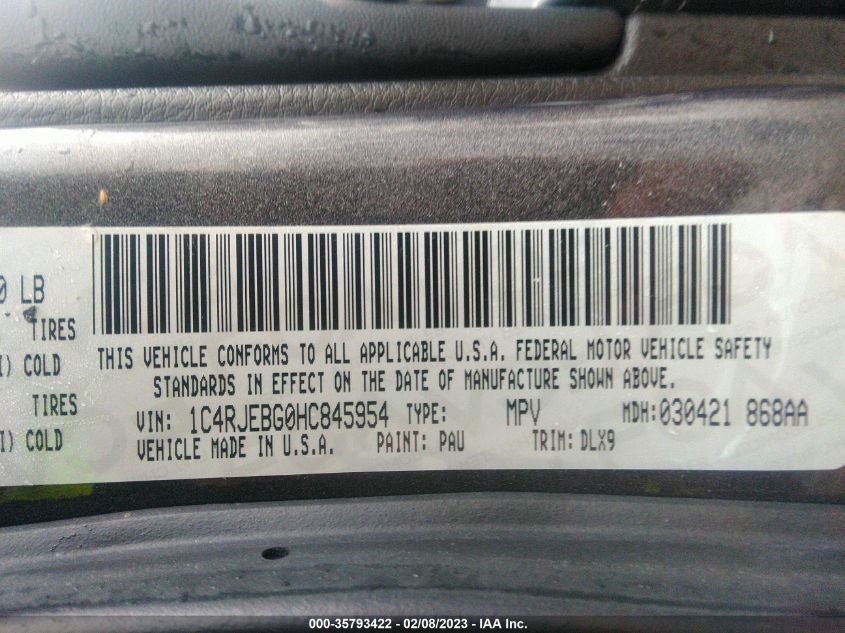 0 LB
TIRES
I) COLD
TIRES
I) COLD
THIS VEHICLE CONFORMS TO ALL APPLICABLE U.S.A. FEDERAL MOTOR VEHICLE SAFETY
STANDARDS IN EFFECT ON THE DATE OF MANUFACTURE SHOWN ABOVE.
VIN: 1C4RJEBG0HC845954 TYPE: MPV MDH:030421 868AA
VEHICLE MADE IN U.S.A. PAINT: PAU TRIM: DLX9
000-35793422 - 02/08/2023 - IAA Inc.